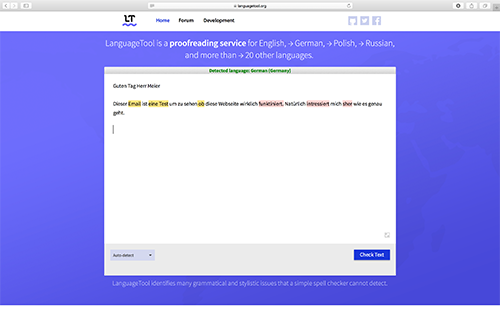 languagetool.org
LT
Home Forum Development
LanguageTool is a proofreading service for English, → German, → Polish, → Russian,
and more than → 20 other languages.
Detected language: German (Germany)
Guten Tag Herr Meier
Dieser Email ist eine Test um zu sehen ob diese Webseite wirklich funktiniert. Natürlich intressiert mich sher wie es genau
geht.
Auto-detect
Check Text
LanguageTool identifies many grammatical and stylistic issues that a simple spell checker cannot detect.